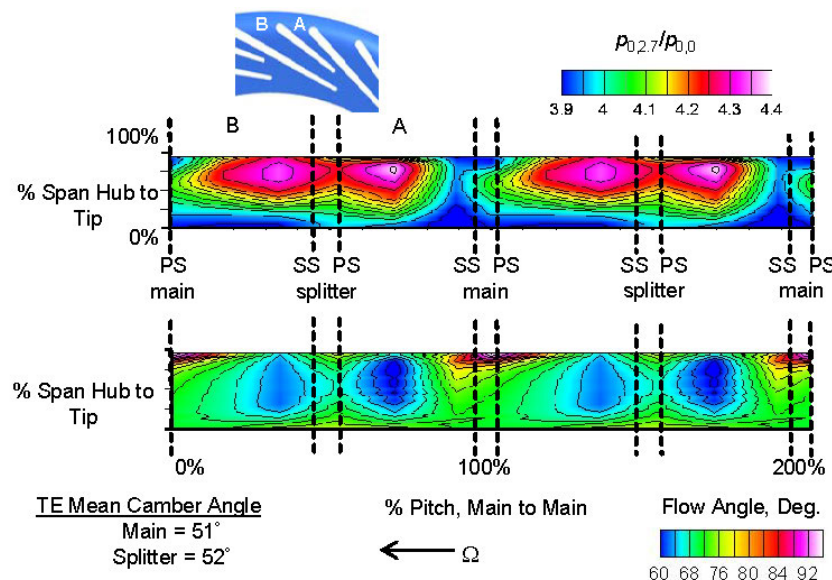 B A
p0,2.7/p0,0
3.9 4 4.1 4.2 4.3 4.4
100%
B A
% Span Hub to
Tip
0%
PS SS PS SS PS SS PS SS PS
main splitter main splitter main
% Span Hub to
Tip
0% 100% 200%
TE Mean Camber Angle
Main = 51°
Splitter = 52°
% Pitch, Main to Main
Ω
Flow Angle, Deg.
60 68 76 80 84 92